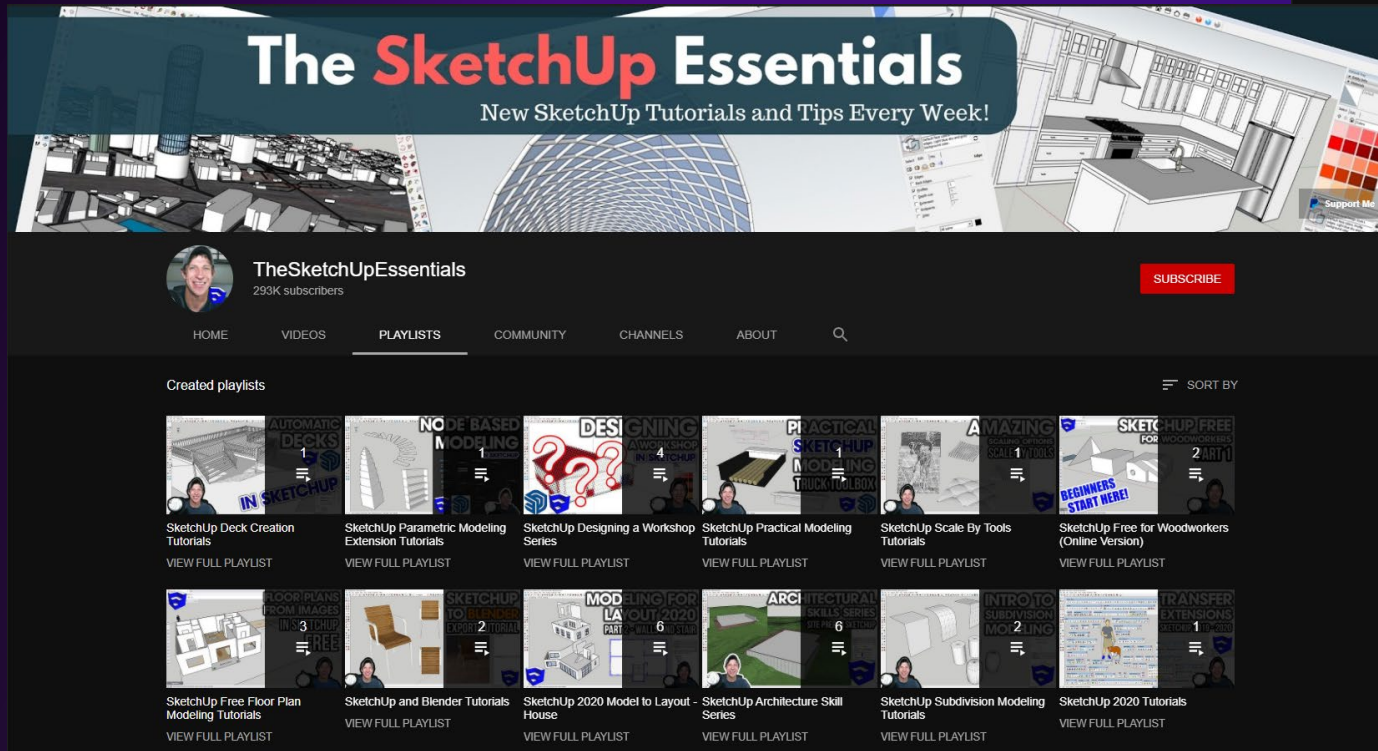 The SketchUp Essentials
New SketchUp Tutorials and Tips Every Week!
Support Me
TheSketchUpEssentials
293K subscribers
SUBSCRIBE
HOME VIDEOS PLAYLISTS COMMUNITY CHANNELS ABOUT
Created playlists
SORT BY
AUTOMATIC
DECKS
1
IN SKETCHUP
NODE BASED
MODELING
1
DESIGNING
A WORKSHOP
IN SKETCHUP
4
PRACTICAL
SKETCHUP
MODELING
TRUCK TOOLBOX
1
AMAZING
SCALING OPTIONS
SCALE BY TOOLS
1
SKETCHUP FREE
FOR WOODWORKERS
PART 1
2
BEGINNERS
START HERE!
SketchUp Deck Creation
Tutorials
VIEW FULL PLAYLIST
SketchUp Parametric Modeling
Extension Tutorials
VIEW FULL PLAYLIST
SketchUp Designing a Workshop
Series
VIEW FULL PLAYLIST
SketchUp Practical Modeling
Tutorials
VIEW FULL PLAYLIST
SketchUp Scale By Tools
Tutorials
VIEW FULL PLAYLIST
SketchUp Free for Woodworkers
(Online Version)
VIEW FULL PLAYLIST
FLOOR PLANS
FROM IMAGES
IN SKETCHUP
FREE
3
SKETCHUP
TO BLENDER
EXPORT TUTORIAL
2
MODELING FOR
LAYOUT 2020
6
ARCHITECTURAL
SKILLS SERIES
6
INTRO TO
SUBDIVISION
MODELING
2
TRANSFER
EXTENSIONS
1
SketchUp Free Floor Plan
Modeling Tutorials
VIEW FULL PLAYLIST
SketchUp and Blender Tutorials
VIEW FULL PLAYLIST
SketchUp 2020 Model to Layout -
House
VIEW FULL PLAYLIST
SketchUp Architecture Skill
Series
VIEW FULL PLAYLIST
SketchUp Subdivision Modeling
Tutorials
VIEW FULL PLAYLIST
SketchUp 2020 Tutorials
VIEW FULL PLAYLIST